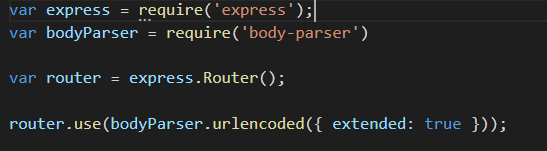 var express = require('express');
var bodyParser = require('body-parser')
var router = express.Router();
router.use(bodyParser.urlencoded({ extended: true }));